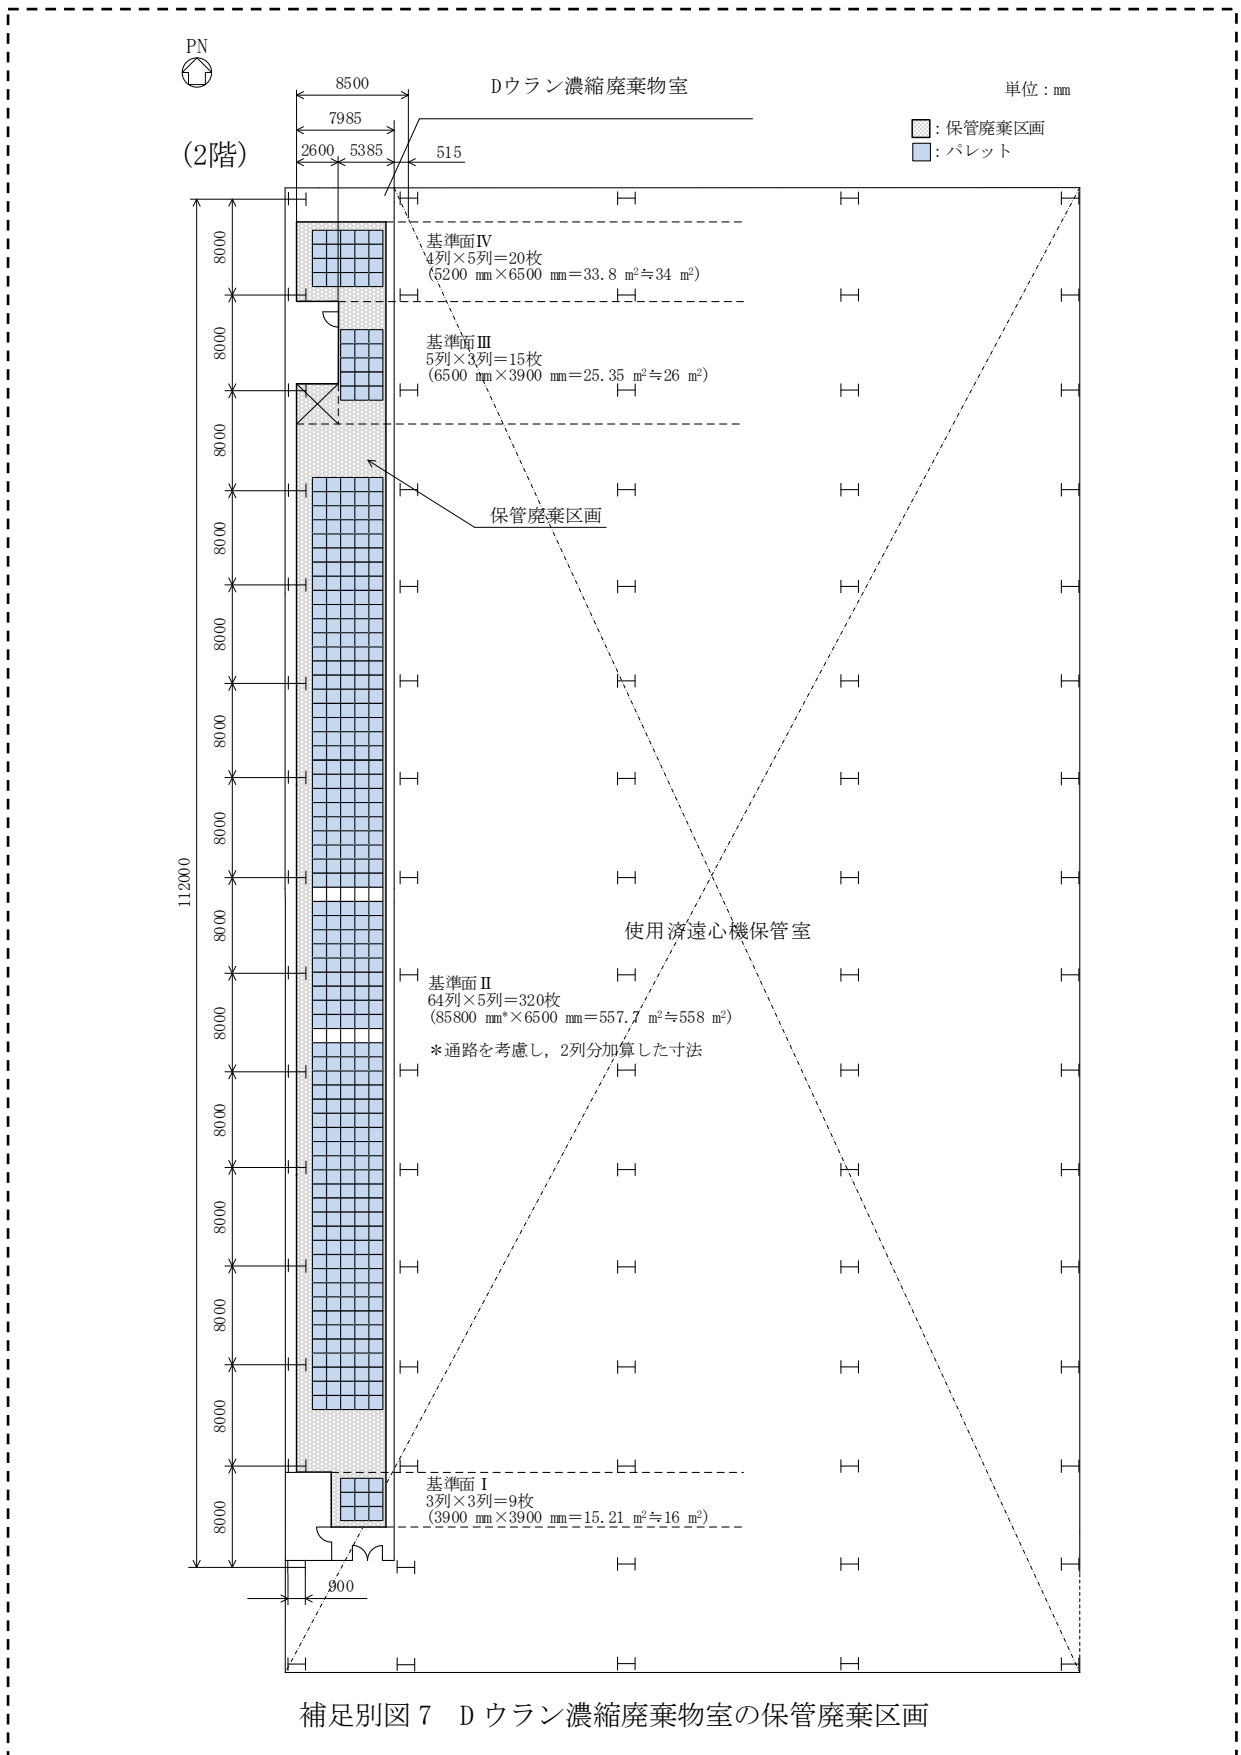 PN
8500
Dウラン濃縮廃棄物室
単位：mm
7985
：保管廃棄区画
(2階)
2600
5385
515
：パレット
8000
基準面Ⅳ
4列×5列＝20枚
(5200 mm×6500 mm＝33.8 m²≒34 m²)
8000
基準面Ⅲ
5列×3列＝15枚
(6500 mm×3900 mm＝25.35 m²≒26 m²)
8000
保管廃棄区画
8000
8000
8000
8000
112000
8000
使用済遠心機保管室
基準面Ⅱ
64列×5列＝320枚
(85800 mm*×6500 mm＝557.7 m²≒558 m²)
8000
＊通路を考慮し，2列分加算した寸法
8000
8000
8000
8000
基準面Ⅰ
3列×3列＝9枚
(3900 mm×3900 mm＝15.21 m²≒16 m²)
8000
900
補足別図７　Ｄウラン濃縮廃棄物室の保管廃棄区画